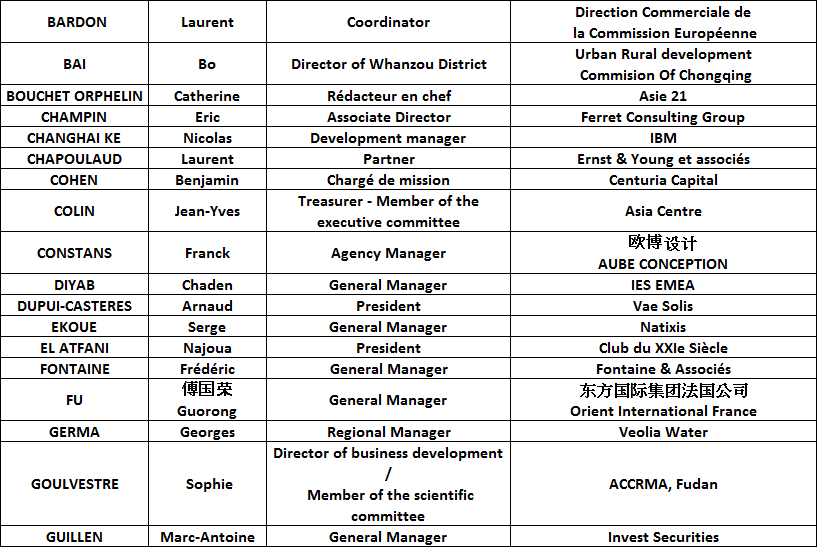 BARDON Laurent Coordinator Direction Commerciale de
la Commission Européenne
BAI Bo Director of Whanzou District Urban Rural development
Commision Of Chongqing
BOUCHET ORPHELIN Catherine Rédacteur en chef Asie 21
CHAMPIN Eric Associate Director Ferret Consulting Group
CHANGHAI KE Nicolas Development manager IBM
CHAPOULAUD Laurent Partner Ernst & Young et associés
COHEN Benjamin Chargé de mission Centuria Capital
COLIN Jean-Yves Treasurer - Member of the
executive committee Asia Centre
CONSTANS Franck Agency Manager 欧博设计
AUBE CONCEPTION
DIYAB Chaden General Manager IES EMEA
DUPUI-CASTERES Arnaud President Vae Solis
EKOUE Serge General Manager Natixis
EL ATFANI Najoua President Club du XXIe Siècle
FONTAINE Frédéric General Manager Fontaine & Associés
FU 傅国荣
Guorong General Manager 东方国际集团法国公司
Orient International France
GERMA Georges Regional Manager Veolia Water
GOULVESTRE Sophie Director of business development
/
Member of the scientific
committee ACCRMA, Fudan
GUILLEN Marc-Antoine General Manager Invest Securities